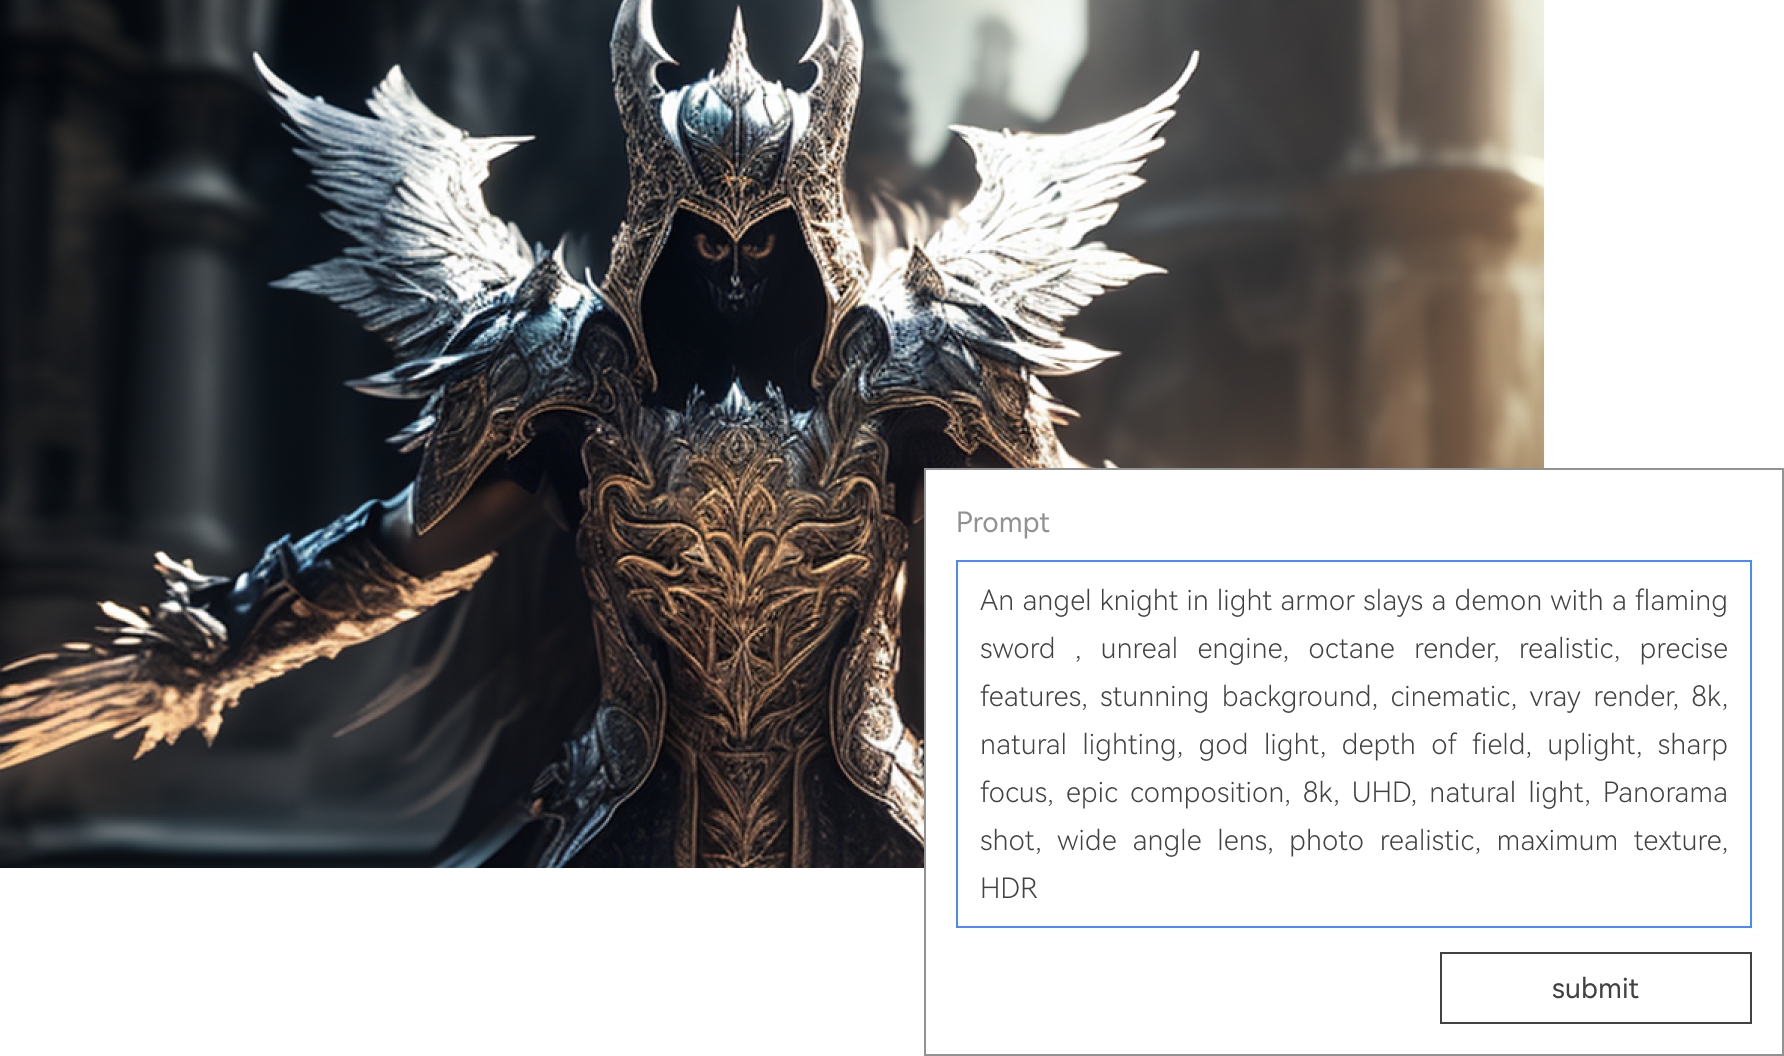 Prompt
An angel knight in light armor slays a demon with a flaming
sword , unreal engine, octane render, realistic, precise
features, stunning background, cinematic, vray render, 8k,
natural lighting, god light, depth of field, uplight, sharp
focus, epic composition, 8k, UHD, natural light, Panorama
shot, wide angle lens, photo realistic, maximum texture,
HDR
submit